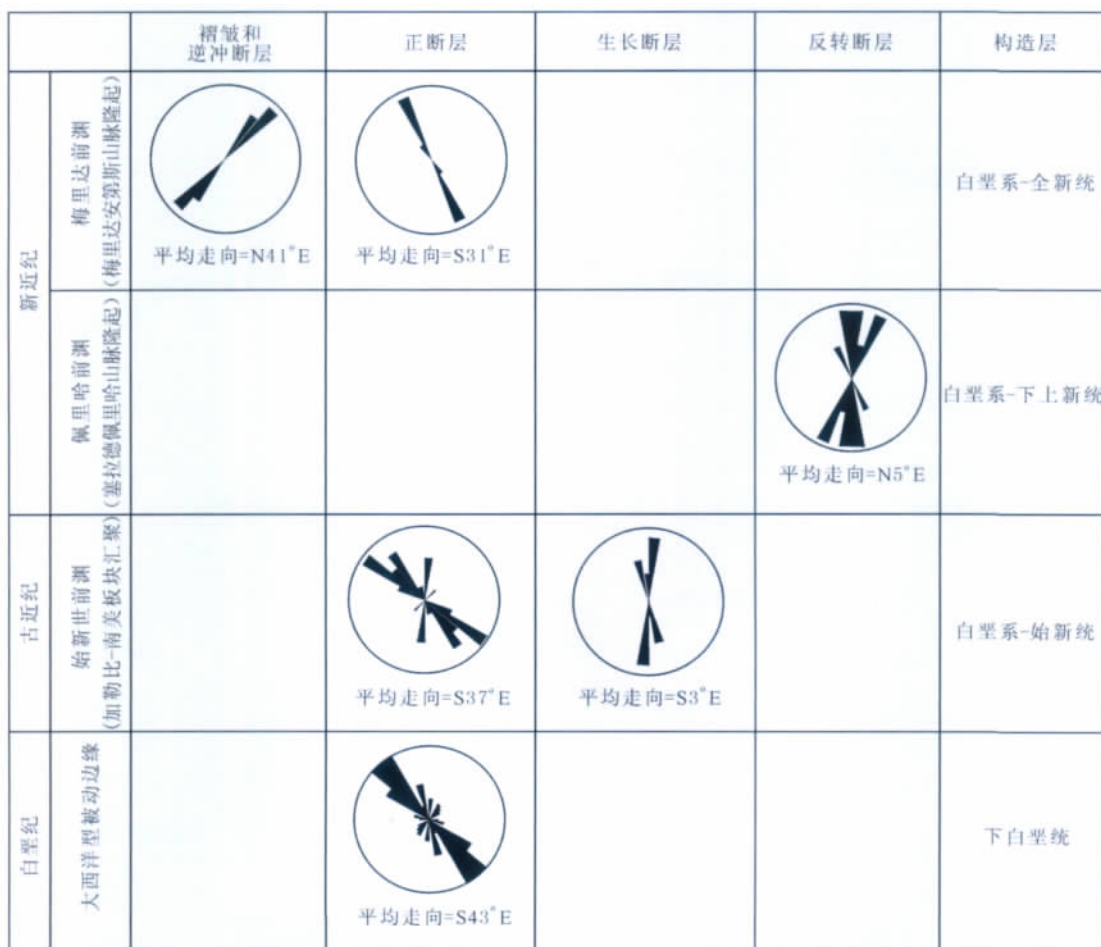 褶皱和
逆冲断层
正断层
生长断层
反转断层
构造层
新近纪
梅里达前渊
(梅里达安第斯山脉隆起)
平均走向=N41°E
平均走向=S31°E
白垩系-全新统
佩里哈前渊
(塞拉德佩里哈山脉隆起)
平均走向=N5°E
白垩系-下上新统
古近纪
始新世前渊
(加勒比-南美板块汇聚)
平均走向=S37°E
平均走向=S3°E
白垩系-始新统
白垩纪
大西洋型被动边缘
平均走向=S43°E
下白垩统